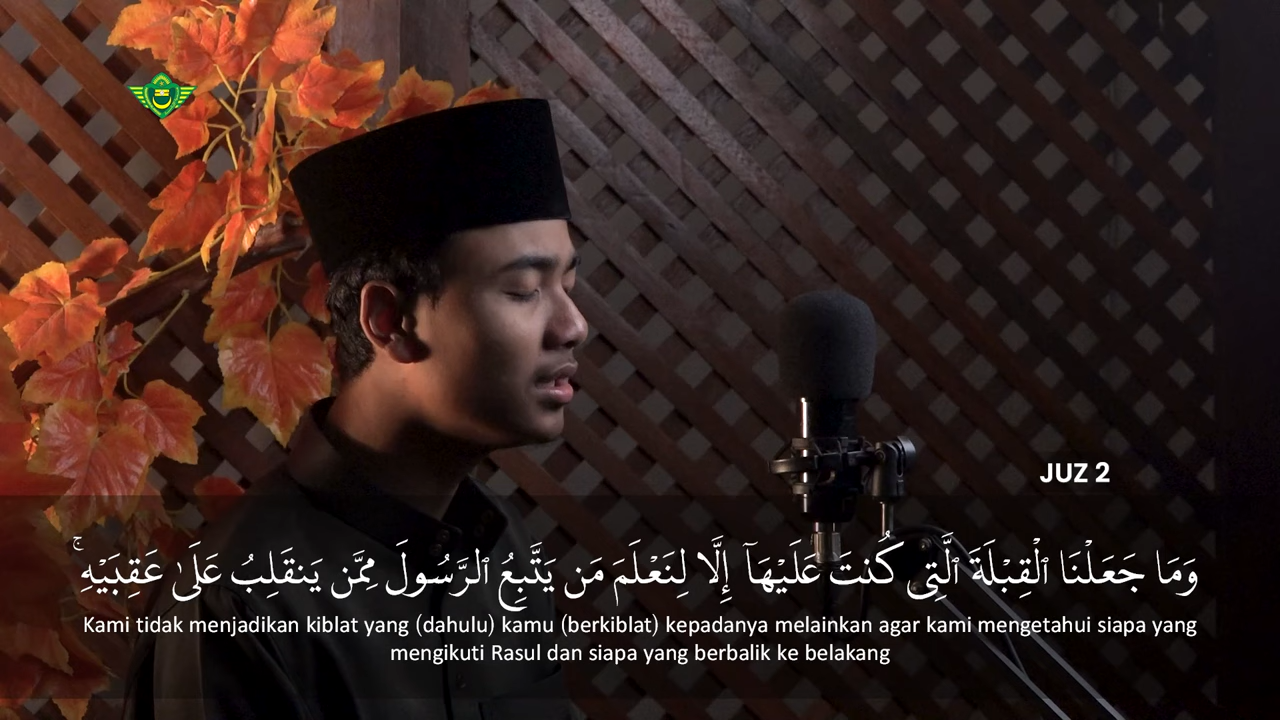 JUZ 2
وَمَا جَعَلْنَا ٱلْقِبْلَةَ ٱلَّتِى كُنتَ عَلَيْهَآ إِلَّا لِنَعْلَمَ مَن يَتَّبِعُ ٱلرَّسُولَ مِمَّن يَنقَلِبُ عَلَىٰ عَقِبَيْهِ ۚ
Kami tidak menjadikan kiblat yang (dahulu) kamu (berkiblat) kepadanya melainkan agar kami mengetahui siapa yang
mengikuti Rasul dan siapa yang berbalik ke belakang